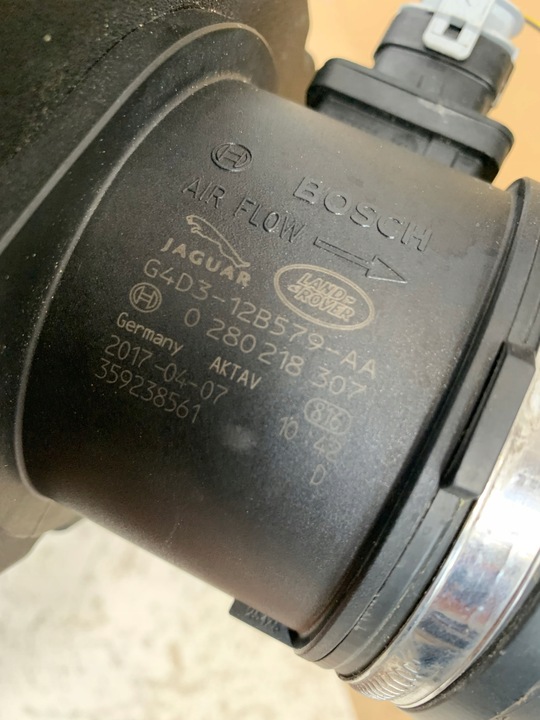 BOSCH
AIR FLOW
JAGUAR
LAND ROVER
G4D3-12B579-AA
0 280 218 307
Germany AKTAV 876
2017-04-07 10 42
359238561 D